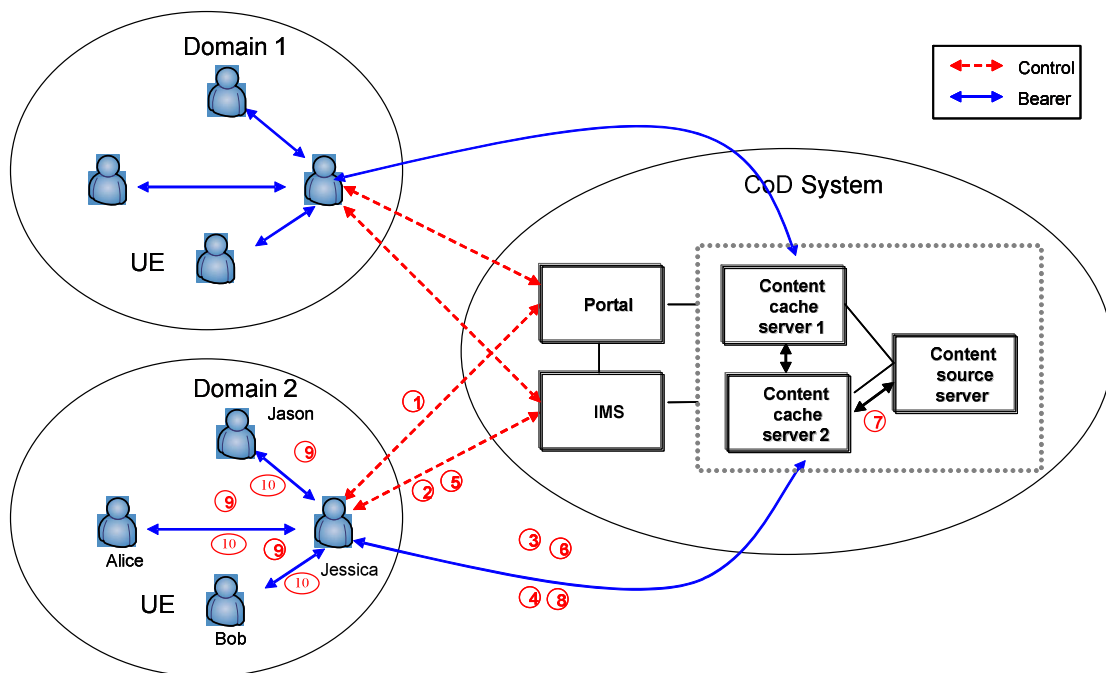 Domain 1
UE
Control
Bearer
CoD System
Portal
IMS
Content
cache
server 1
Content
cache
server 2
Content
source
server
7
Domain 2
Jason
Alice
Jessica
UE
Bob
1
2
5
9
10
9
10
9
10
3
6
4
8